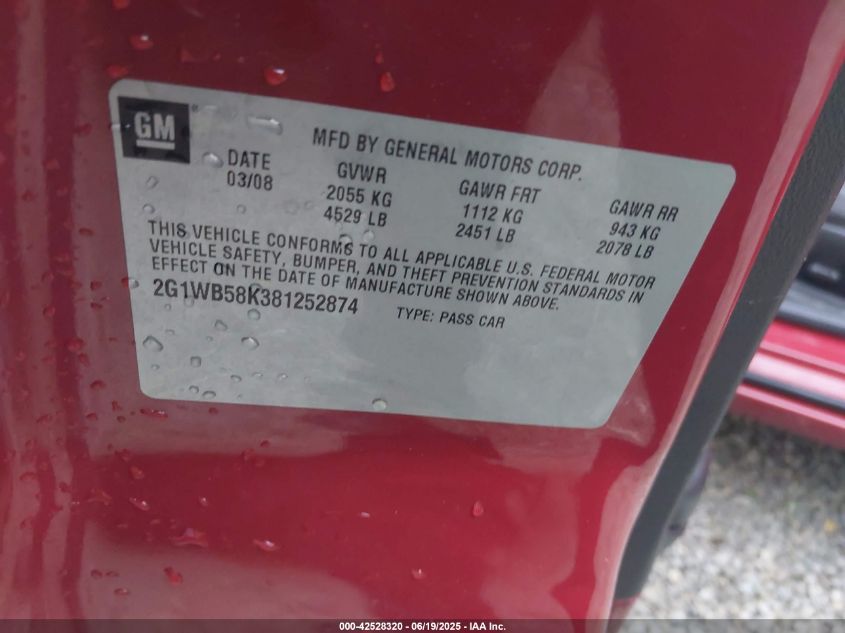 GM
MFD BY GENERAL MOTORS CORP.
DATE GVWR GAWR FRT GAWR RR
03/08 2055 KG 1112 KG 943 KG
4529 LB 2451 LB 2078 LB
THIS VEHICLE CONFORMS TO ALL APPLICABLE U.S. FEDERAL MOTOR
VEHICLE SAFETY, BUMPER, AND THEFT PREVENTION STANDARDS IN
EFFECT ON THE DATE OF MANUFACTURE SHOWN ABOVE.
2G1WB58K381252874 TYPE: PASS CAR
000-42528320 - 06/19/2025 - IAA Inc.